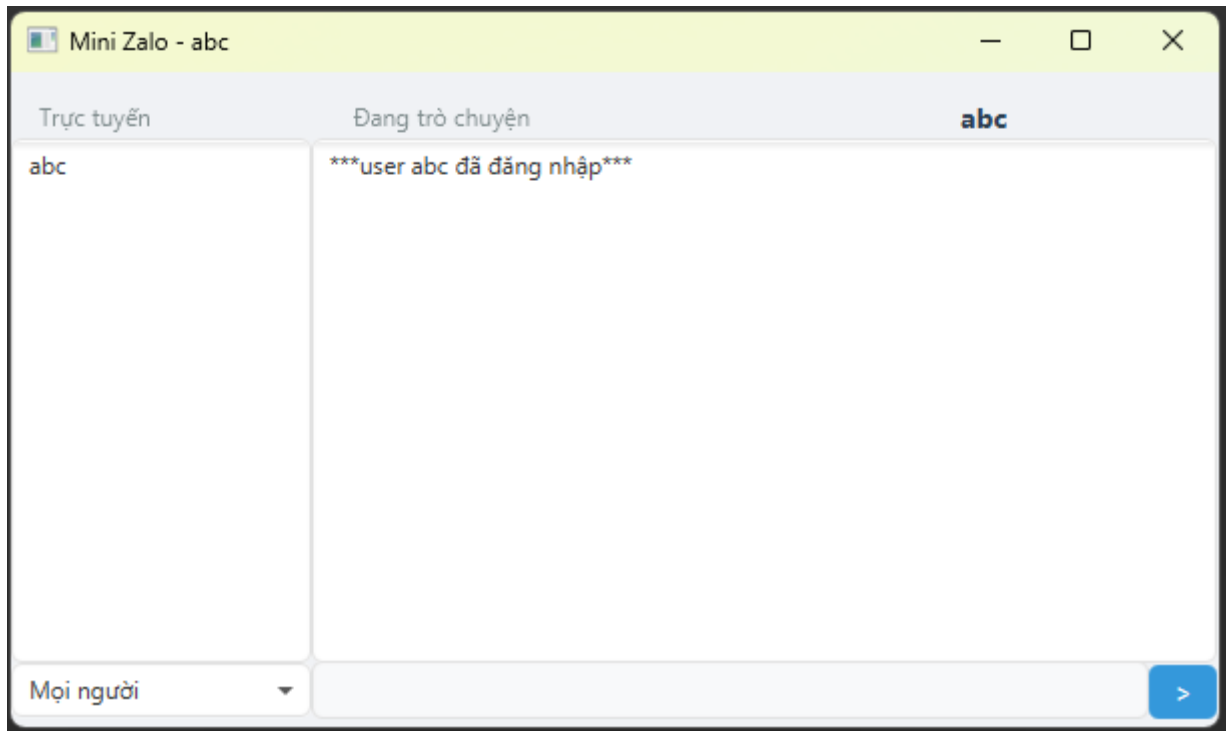 Mini Zalo - abc
Trực tuyến
Đang trò chuyện
abc
abc
***user abc đã đăng nhập***
Mọi người
>